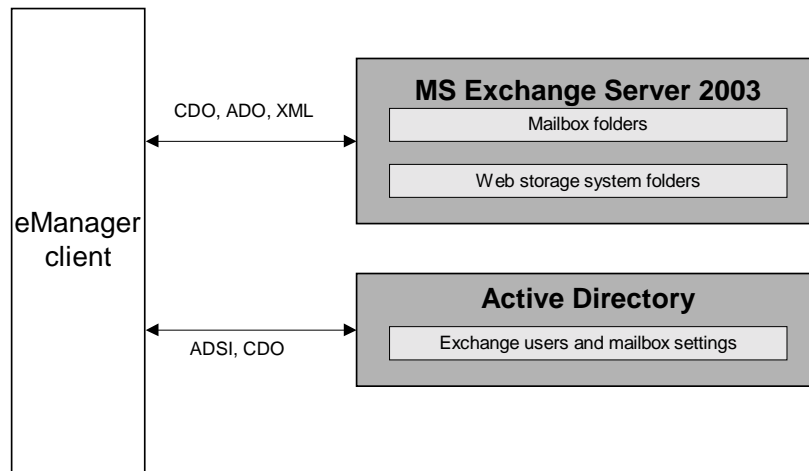 eManager
client
CDO, ADO, XML
MS Exchange Server 2003
Mailbox folders
Web storage system folders
ADSI, CDO
Active Directory
Exchange users and mailbox settings